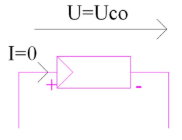 U=Uco
I=0
+ -